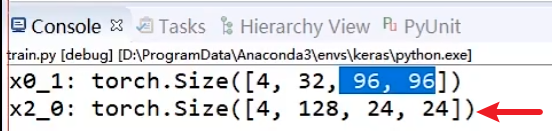 Console Tasks Hierarchy View PyUnit
train.py [debug] [D:\ProgramData\Anaconda3\envs\keras\python.exe]
x0_1: torch.Size([4, 32, 96, 96])
x2_0: torch.Size([4, 128, 24, 24])